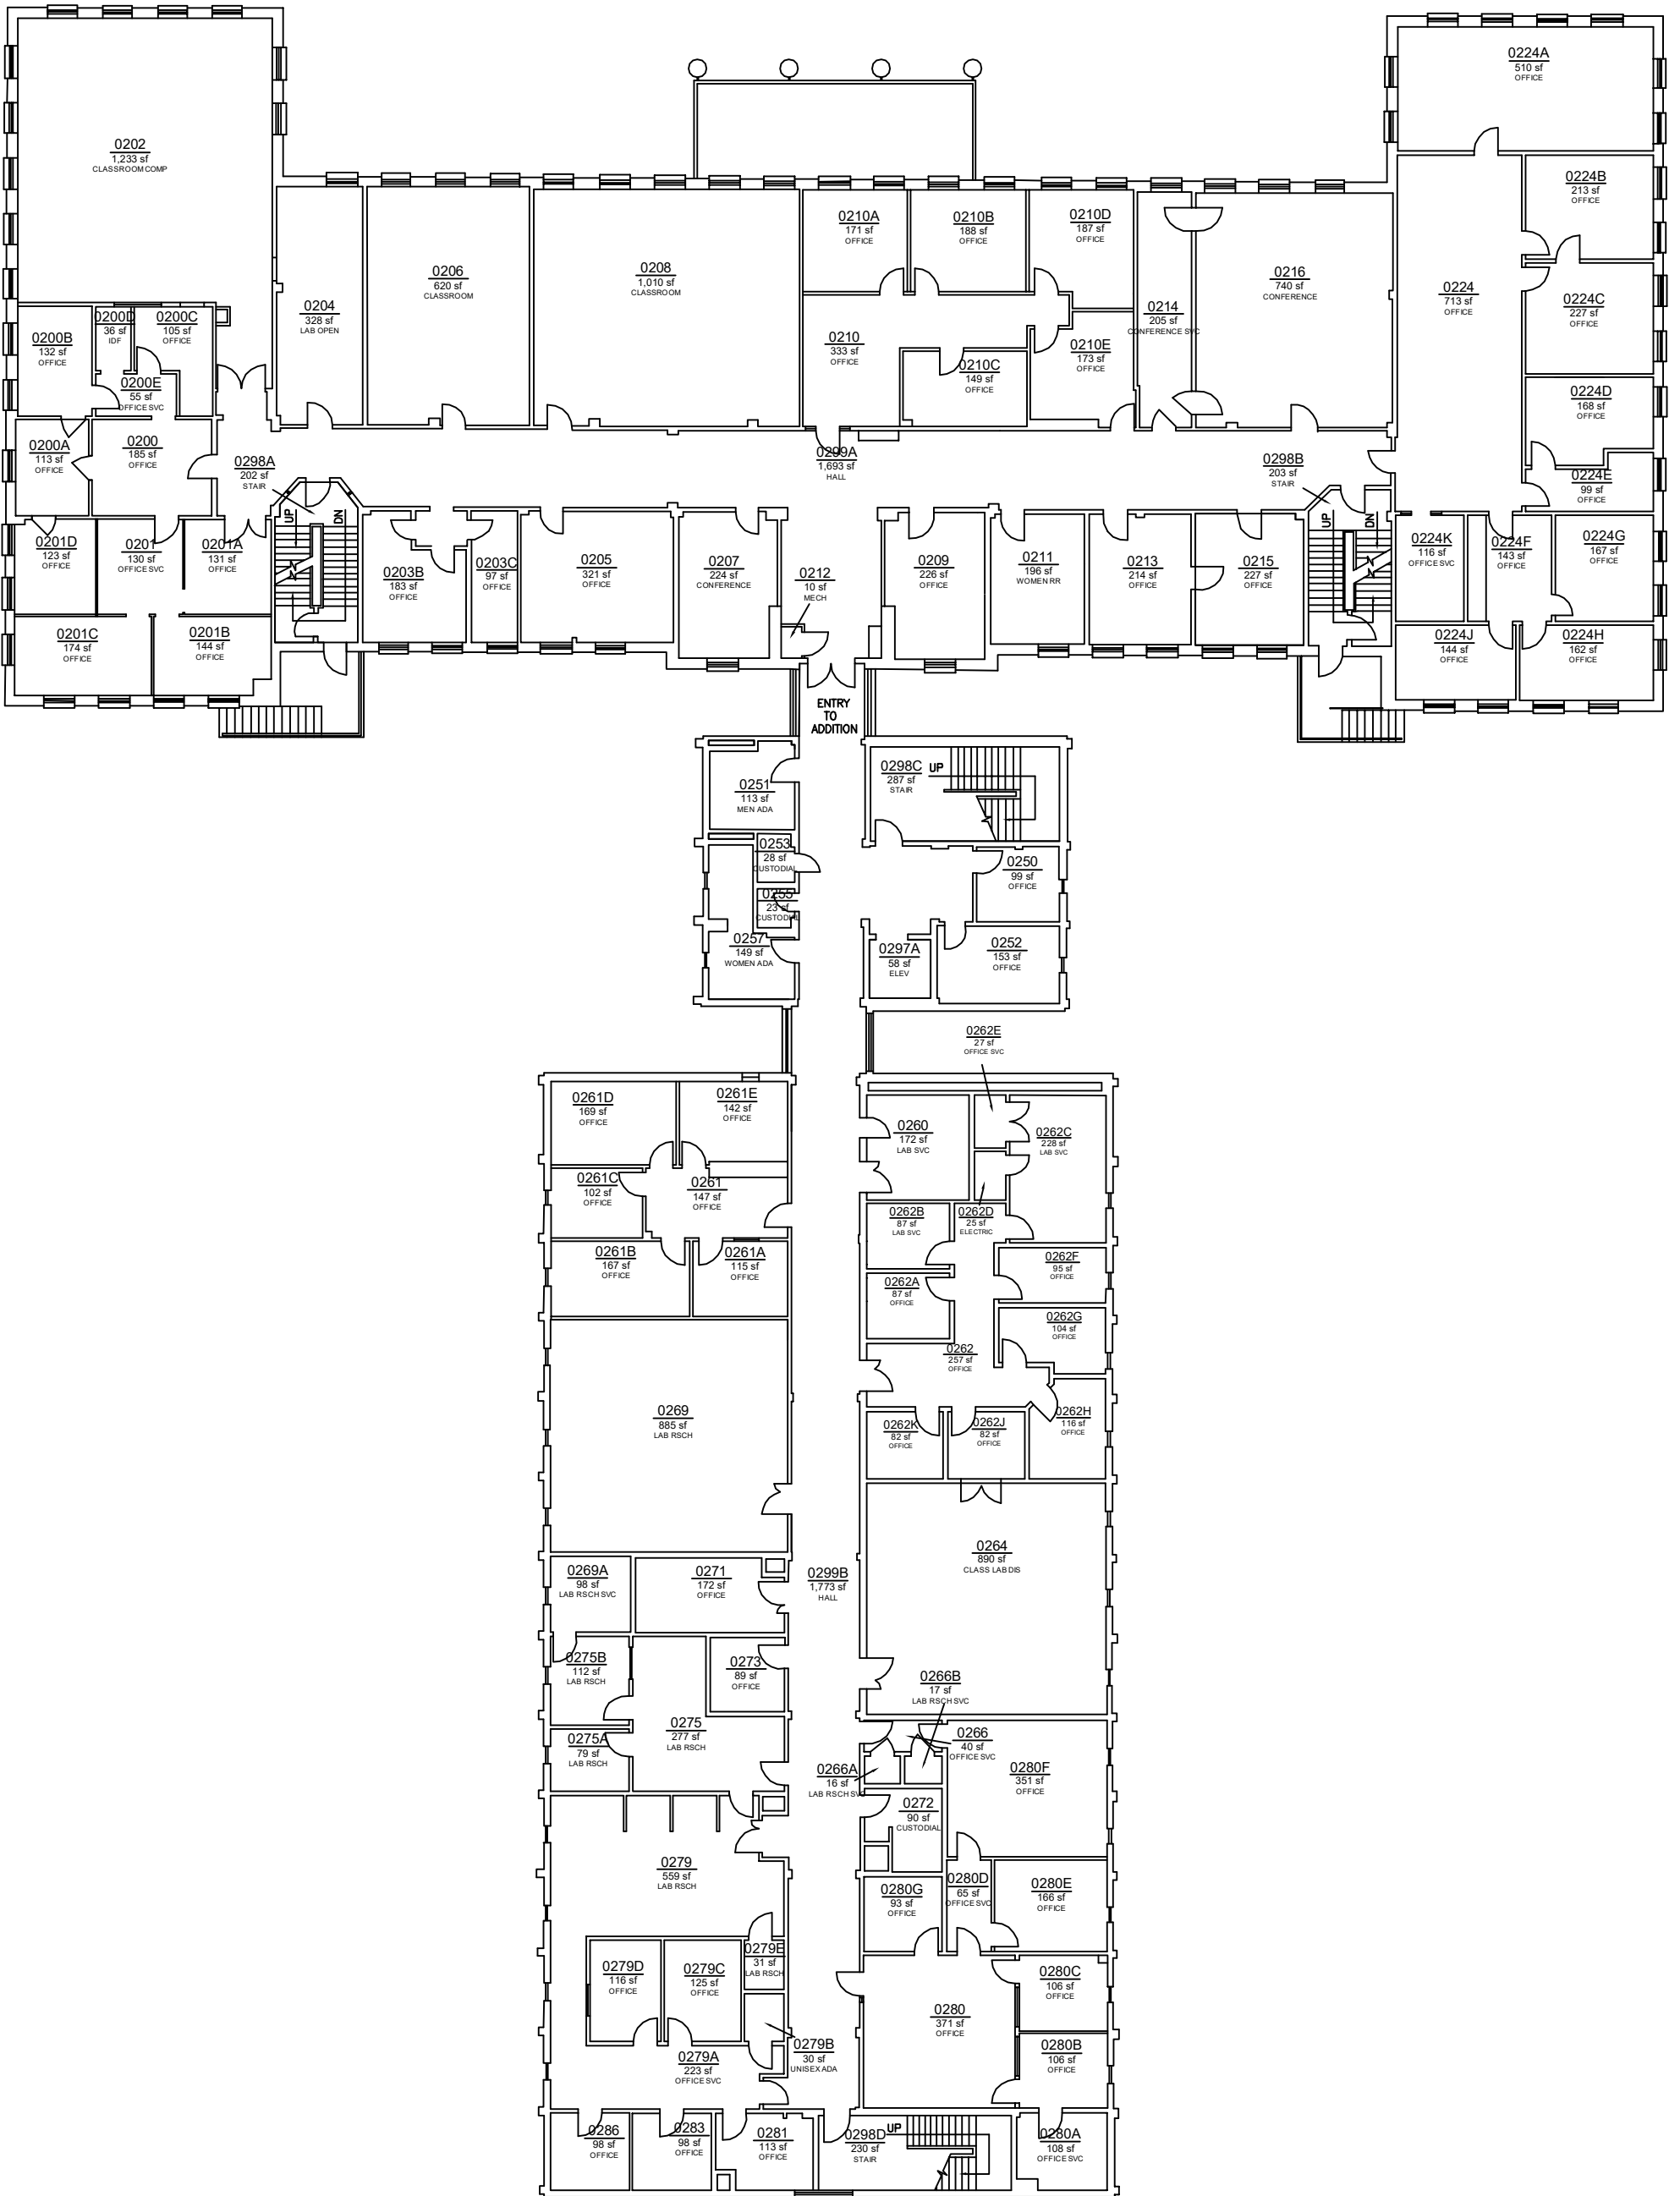 0202
1,233 sf
CLASSROOM COMP
0204
328 sf
LAB OPEN
0206
620 sf
CLASSROOM
0208
1,010 sf
CLASSROOM
0210A
171 sf
OFFICE
0210B
188 sf
OFFICE
0210D
187 sf
OFFICE
0210
333 sf
OFFICE
0210C
149 sf
OFFICE
0210E
173 sf
OFFICE
0214
205 sf
CONFERENCE SVC
0216
740 sf
CONFERENCE
0224A
510 sf
OFFICE
0224B
213 sf
OFFICE
0224
713 sf
OFFICE
0224C
227 sf
OFFICE
0224D
168 sf
OFFICE
0224E
99 sf
OFFICE
0200B
132 sf
OFFICE
0200D
36 sf
IDF
0200C
105 sf
OFFICE
0200E
55 sf
OFFICE SVC
0200A
113 sf
OFFICE
0200
185 sf
OFFICE
0298A
202 sf
STAIR
0299A
1,693 sf
HALL
0298B
203 sf
STAIR
0201D
123 sf
OFFICE
0201
130 sf
OFFICE SVC
0201A
131 sf
OFFICE
UP
DN
0203B
183 sf
OFFICE
0203C
97 sf
OFFICE
0205
321 sf
OFFICE
0207
224 sf
CONFERENCE
0212
10 sf
MECH
0209
226 sf
OFFICE
0211
196 sf
WOMEN RR
0213
214 sf
OFFICE
0215
227 sf
OFFICE
UP
DN
0224K
116 sf
OFFICE SVC
0224F
143 sf
OFFICE
0224G
167 sf
OFFICE
0201C
174 sf
OFFICE
0201B
144 sf
OFFICE
0224J
144 sf
OFFICE
0224H
162 sf
OFFICE
ENTRY
TO
ADDITION
0251
113 sf
MEN ADA
0298C
287 sf
STAIR
UP
0253
28 sf
CUSTODIAL
0250
99 sf
OFFICE
0255
23 sf
CUSTODIAL
0257
149 sf
WOMEN ADA
0297A
58 sf
ELEV
0252
153 sf
OFFICE
0262E
27 sf
OFFICE SVC
0261D
169 sf
OFFICE
0261E
142 sf
OFFICE
0260
172 sf
LAB SVC
0262C
228 sf
LAB SVC
0261C
102 sf
OFFICE
0261
147 sf
OFFICE
0262B
87 sf
LAB SVC
0262D
25 sf
ELECTRIC
0261B
167 sf
OFFICE
0261A
115 sf
OFFICE
0262F
95 sf
OFFICE
0262A
87 sf
OFFICE
0262G
104 sf
OFFICE
0262
257 sf
OFFICE
0269
885 sf
LAB RSCH
0262K
82 sf
OFFICE
0262J
82 sf
OFFICE
0262H
116 sf
OFFICE
0264
890 sf
CLASS LAB DIS
0269A
98 sf
LAB RSCH SVC
0271
172 sf
OFFICE
0299B
1,773 sf
HALL
0275B
112 sf
LAB RSCH
0273
89 sf
OFFICE
0266B
17 sf
LAB RSCH SVC
0275
277 sf
LAB RSCH
0275A
79 sf
LAB RSCH
0266
40 sf
OFFICE SVC
0266A
16 sf
LAB RSCH SVC
0280F
351 sf
OFFICE
0272
90 sf
CUSTODIAL
0279
559 sf
LAB RSCH
0280G
93 sf
OFFICE
0280D
65 sf
OFFICE SVC
0280E
166 sf
OFFICE
0279D
116 sf
OFFICE
0279C
125 sf
OFFICE
0279E
31 sf
LAB RSCH
0280C
106 sf
OFFICE
0280
371 sf
OFFICE
0279B
30 sf
UNISEX ADA
0280B
106 sf
OFFICE
0279A
223 sf
OFFICE SVC
0286
98 sf
OFFICE
0283
98 sf
OFFICE
0281
113 sf
OFFICE
0298D
230 sf
STAIR
UP
0280A
108 sf
OFFICE SVC